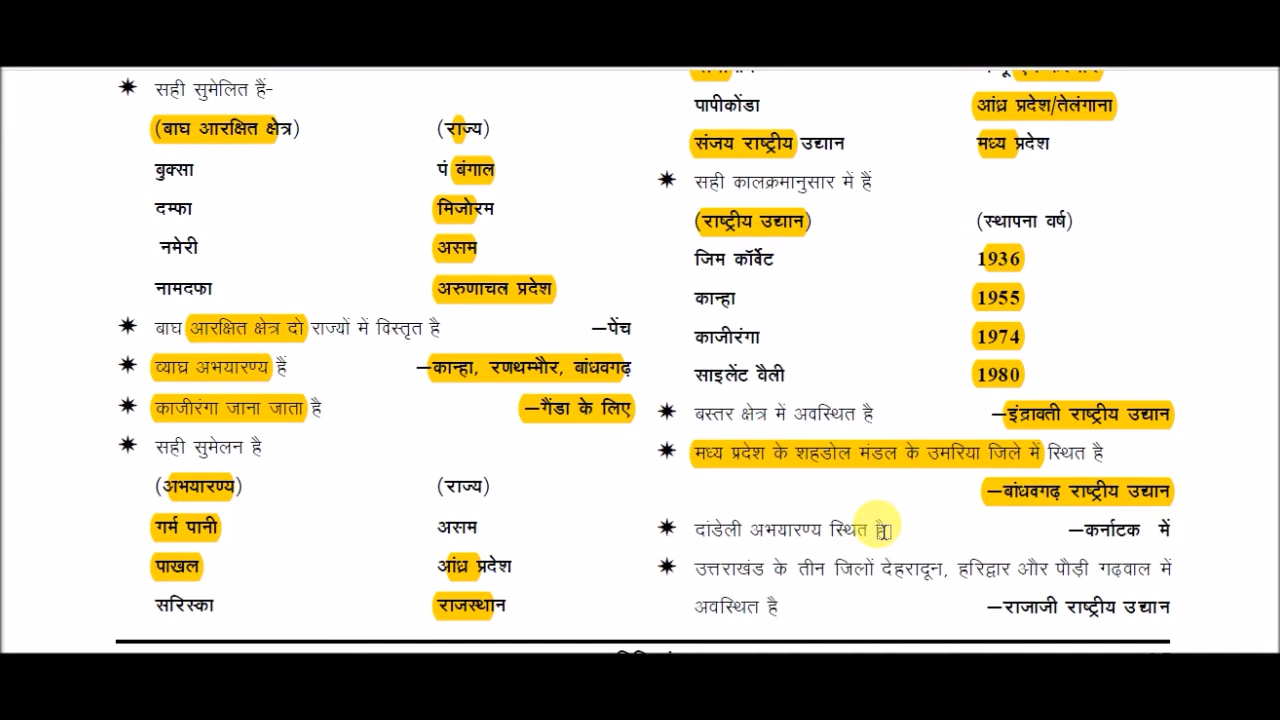 सही सुमेलित हैं-
(बाघ आरक्षित क्षेत्र) (राज्य)
बुक्सा पं बंगाल
दम्फा मिजोरम
नमेरी असम
नामदफा अरुणाचल प्रदेश
बाघ आरक्षित क्षेत्र दो राज्यों में विस्तृत है –पेंच
व्याघ्र अभयारण्य हैं –कान्हा, रणथम्भौर, बांधवगढ़
काजीरंगा जाना जाता है –गैंडा के लिए
सही सुमेलन है
(अभयारण्य) (राज्य)
गर्म पानी असम
पाखल आंध्र प्रदेश
सरिस्का राजस्थान
पापीकोंडा आंध्र प्रदेश/तेलंगाना
संजय राष्ट्रीय उद्यान मध्य प्रदेश
सही कालक्रमानुसार में हैं
(राष्ट्रीय उद्यान) (स्थापना वर्ष)
जिम कॉर्वेट 1936
कान्हा 1955
काजीरंगा 1974
साइलेंट वैली 1980
बस्तर क्षेत्र में अवस्थित है –इंद्रावती राष्ट्रीय उद्यान
मध्य प्रदेश के शहडोल मंडल के उमरिया जिले में स्थित है
–बांधवगढ़ राष्ट्रीय उद्यान
दांडेली अभयारण्य स्थित है –कर्नाटक में
उत्तराखंड के तीन जिलों देहरादून, हरिद्वार और पौड़ी गढ़वाल में
अवस्थित है –राजाजी राष्ट्रीय उद्यान